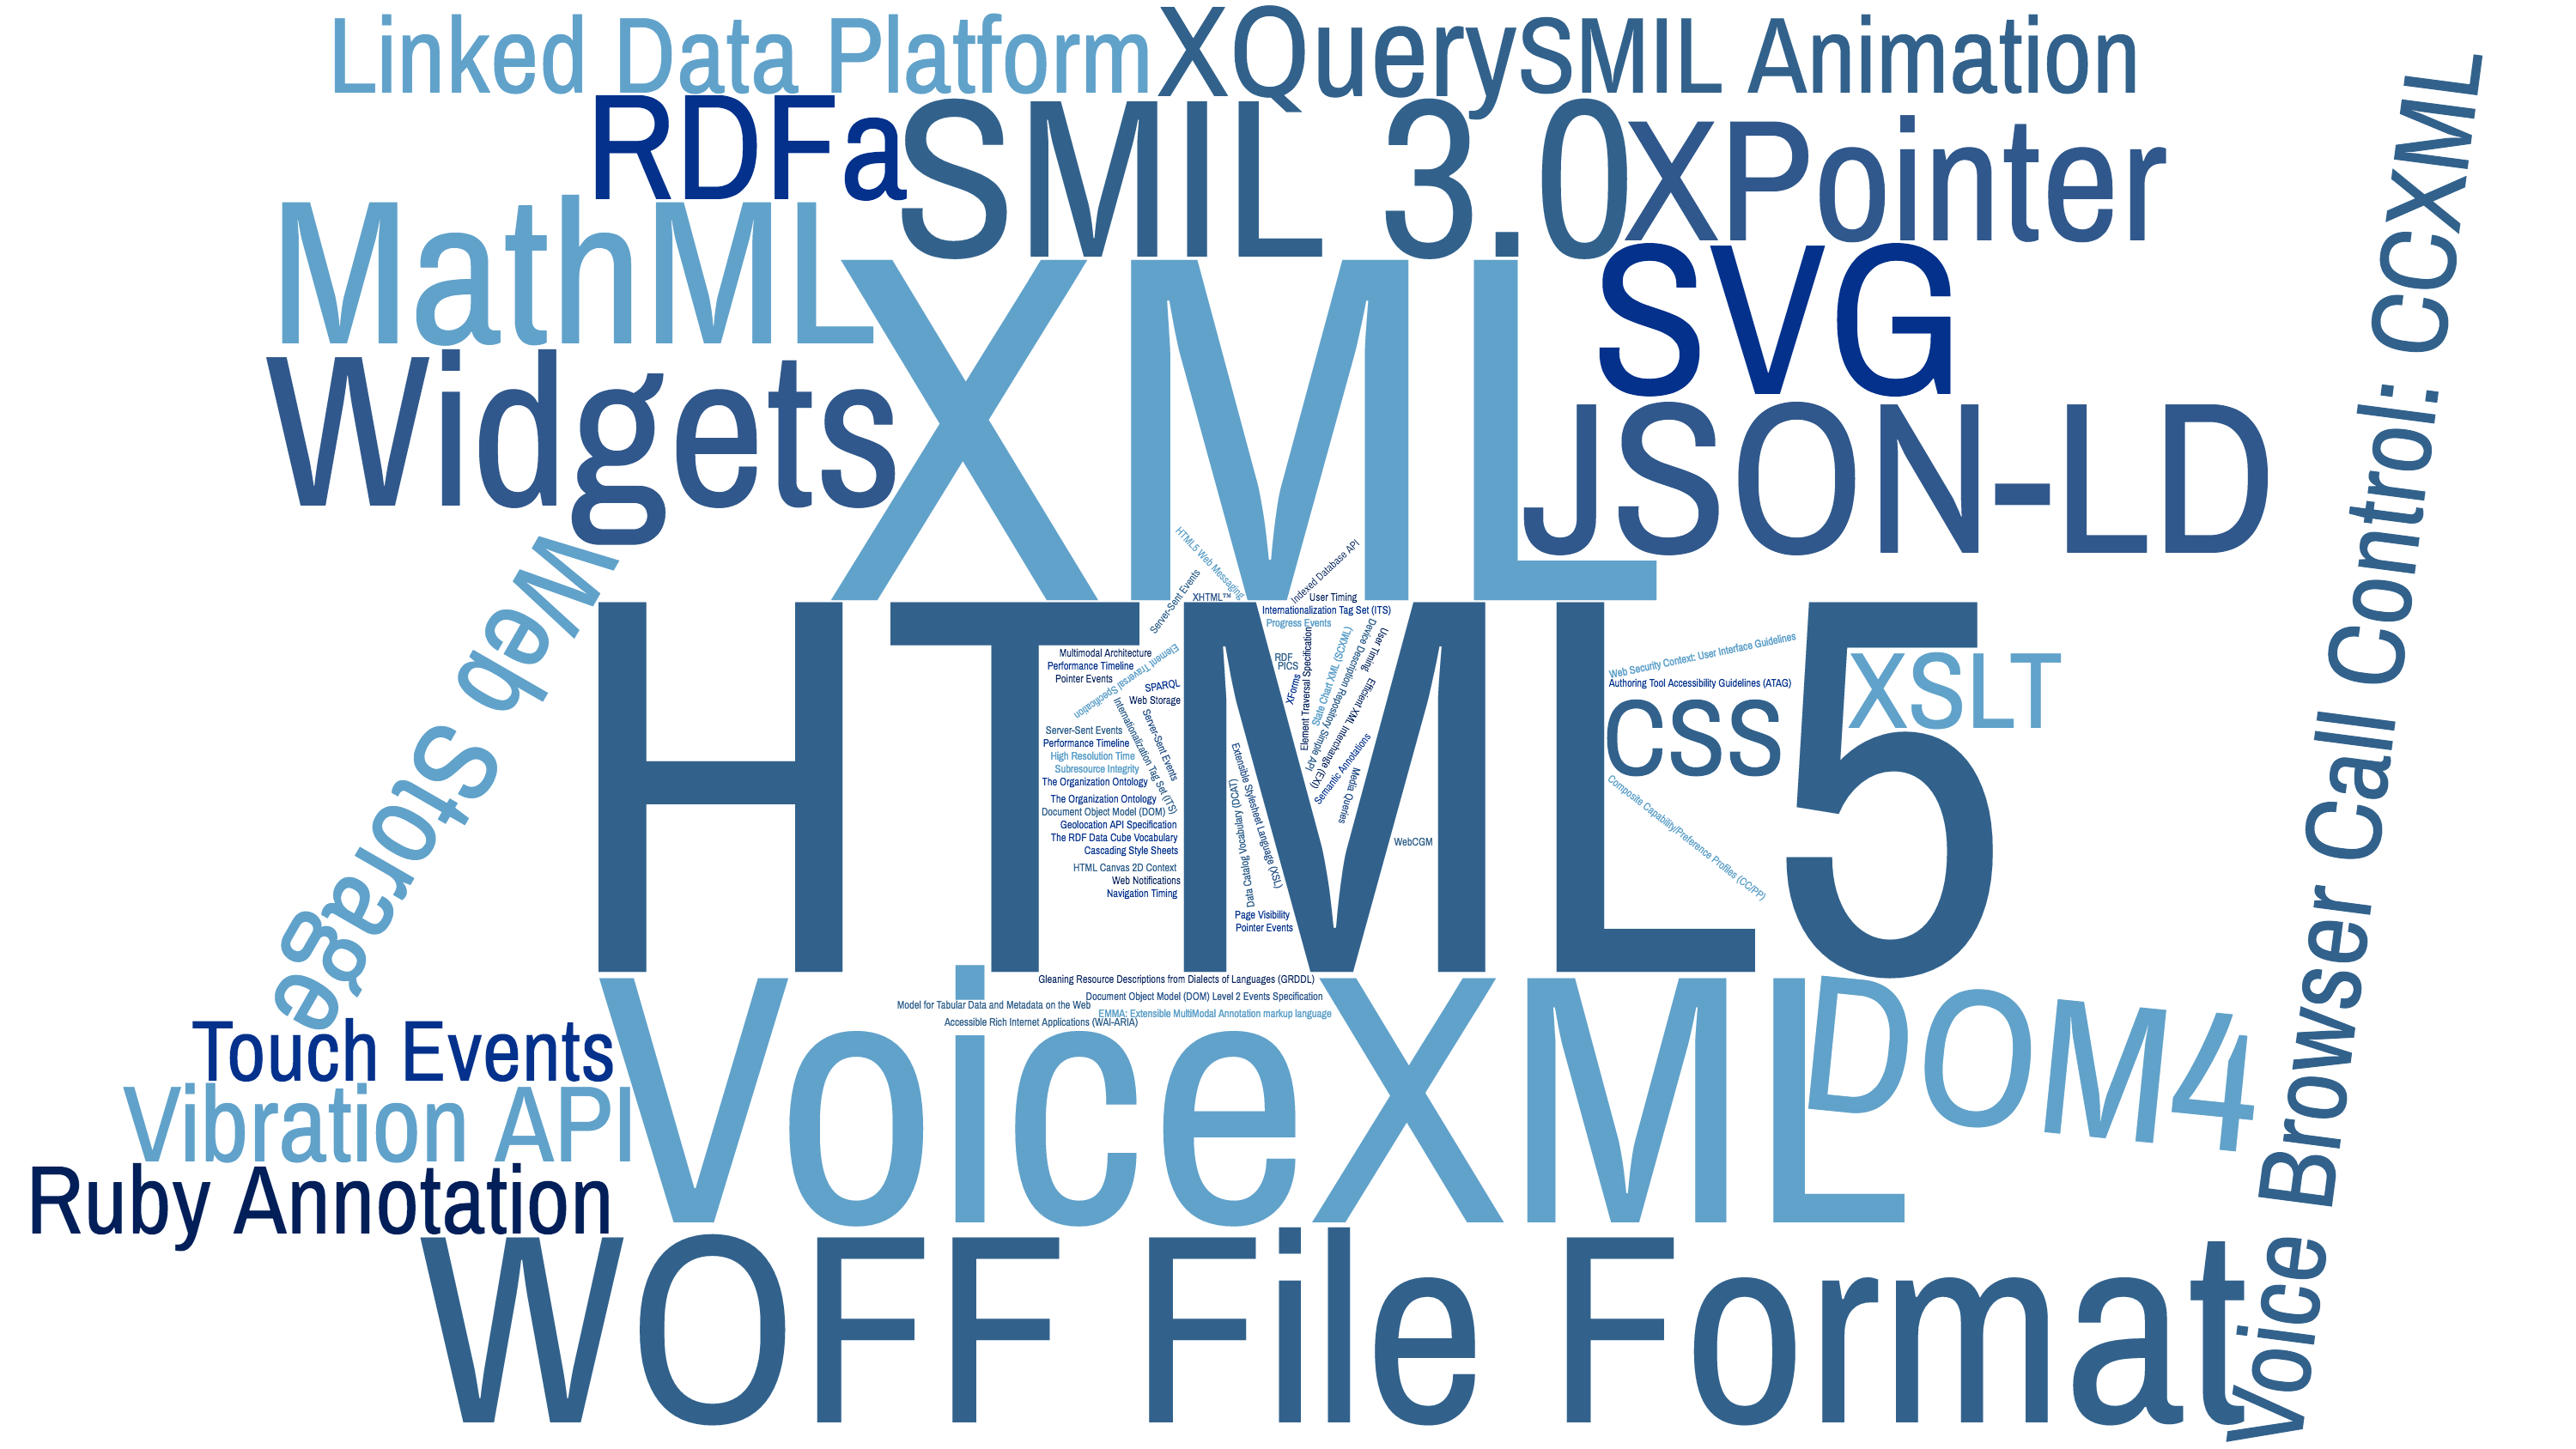 Linked Data Platform
XQuery
SMIL Animation
RDFa
SMIL 3.0
XPointer
MathML
SVG
Widgets
XML
JSON-LD
Voice Browser Call Control: CCXML
Web Storage
HTML5 Web Messaging
Indexed Database API
Server-Sent Events
XHTML™
User Timing
Internationalization Tag Set (ITS)
Progress Events
HTML5
Multimodal Architecture
Performance Timeline
Pointer Events
Element Traversal Specification
SPARQL
Web Storage
Server-Sent Events
Performance Timeline
High Resolution Time
Subresource Integrity
The Organization Ontology
Internationalization Tag Set (ITS)
Server-Sent Events
The Organization Ontology
Document Object Model (DOM)
Geolocation API Specification
The RDF Data Cube Vocabulary
Cascading Style Sheets
HTML Canvas 2D Context
Web Notifications
Navigation Timing
RDF
PICS
XForms
Element Traversal Specification
State Chart XML (SCXML)
Device Description Repository Simple API
User Timing
Efficient XML Interchange (EXI)
Semantic Annotations
Media Queries
Extensible Stylesheet Language (XSL)
Data Catalog Vocabulary (DCAT)
WebCGM
Page Visibility
Pointer Events
Web Security Context: User Interface Guidelines
Authoring Tool Accessibility Guidelines (ATAG)
CSS
XSLT
Composite Capability/Preference Profiles (CC/PP)
Gleaning Resource Descriptions from Dialects of Languages (GRDDL)
Document Object Model (DOM) Level 2 Events Specification
Model for Tabular Data and Metadata on the Web
EMMA: Extensible MultiModal Annotation markup language
Accessible Rich Internet Applications (WAI-ARIA)
Touch Events
VoiceXML
DOM4
Vibration API
Ruby Annotation
WOFF File Format